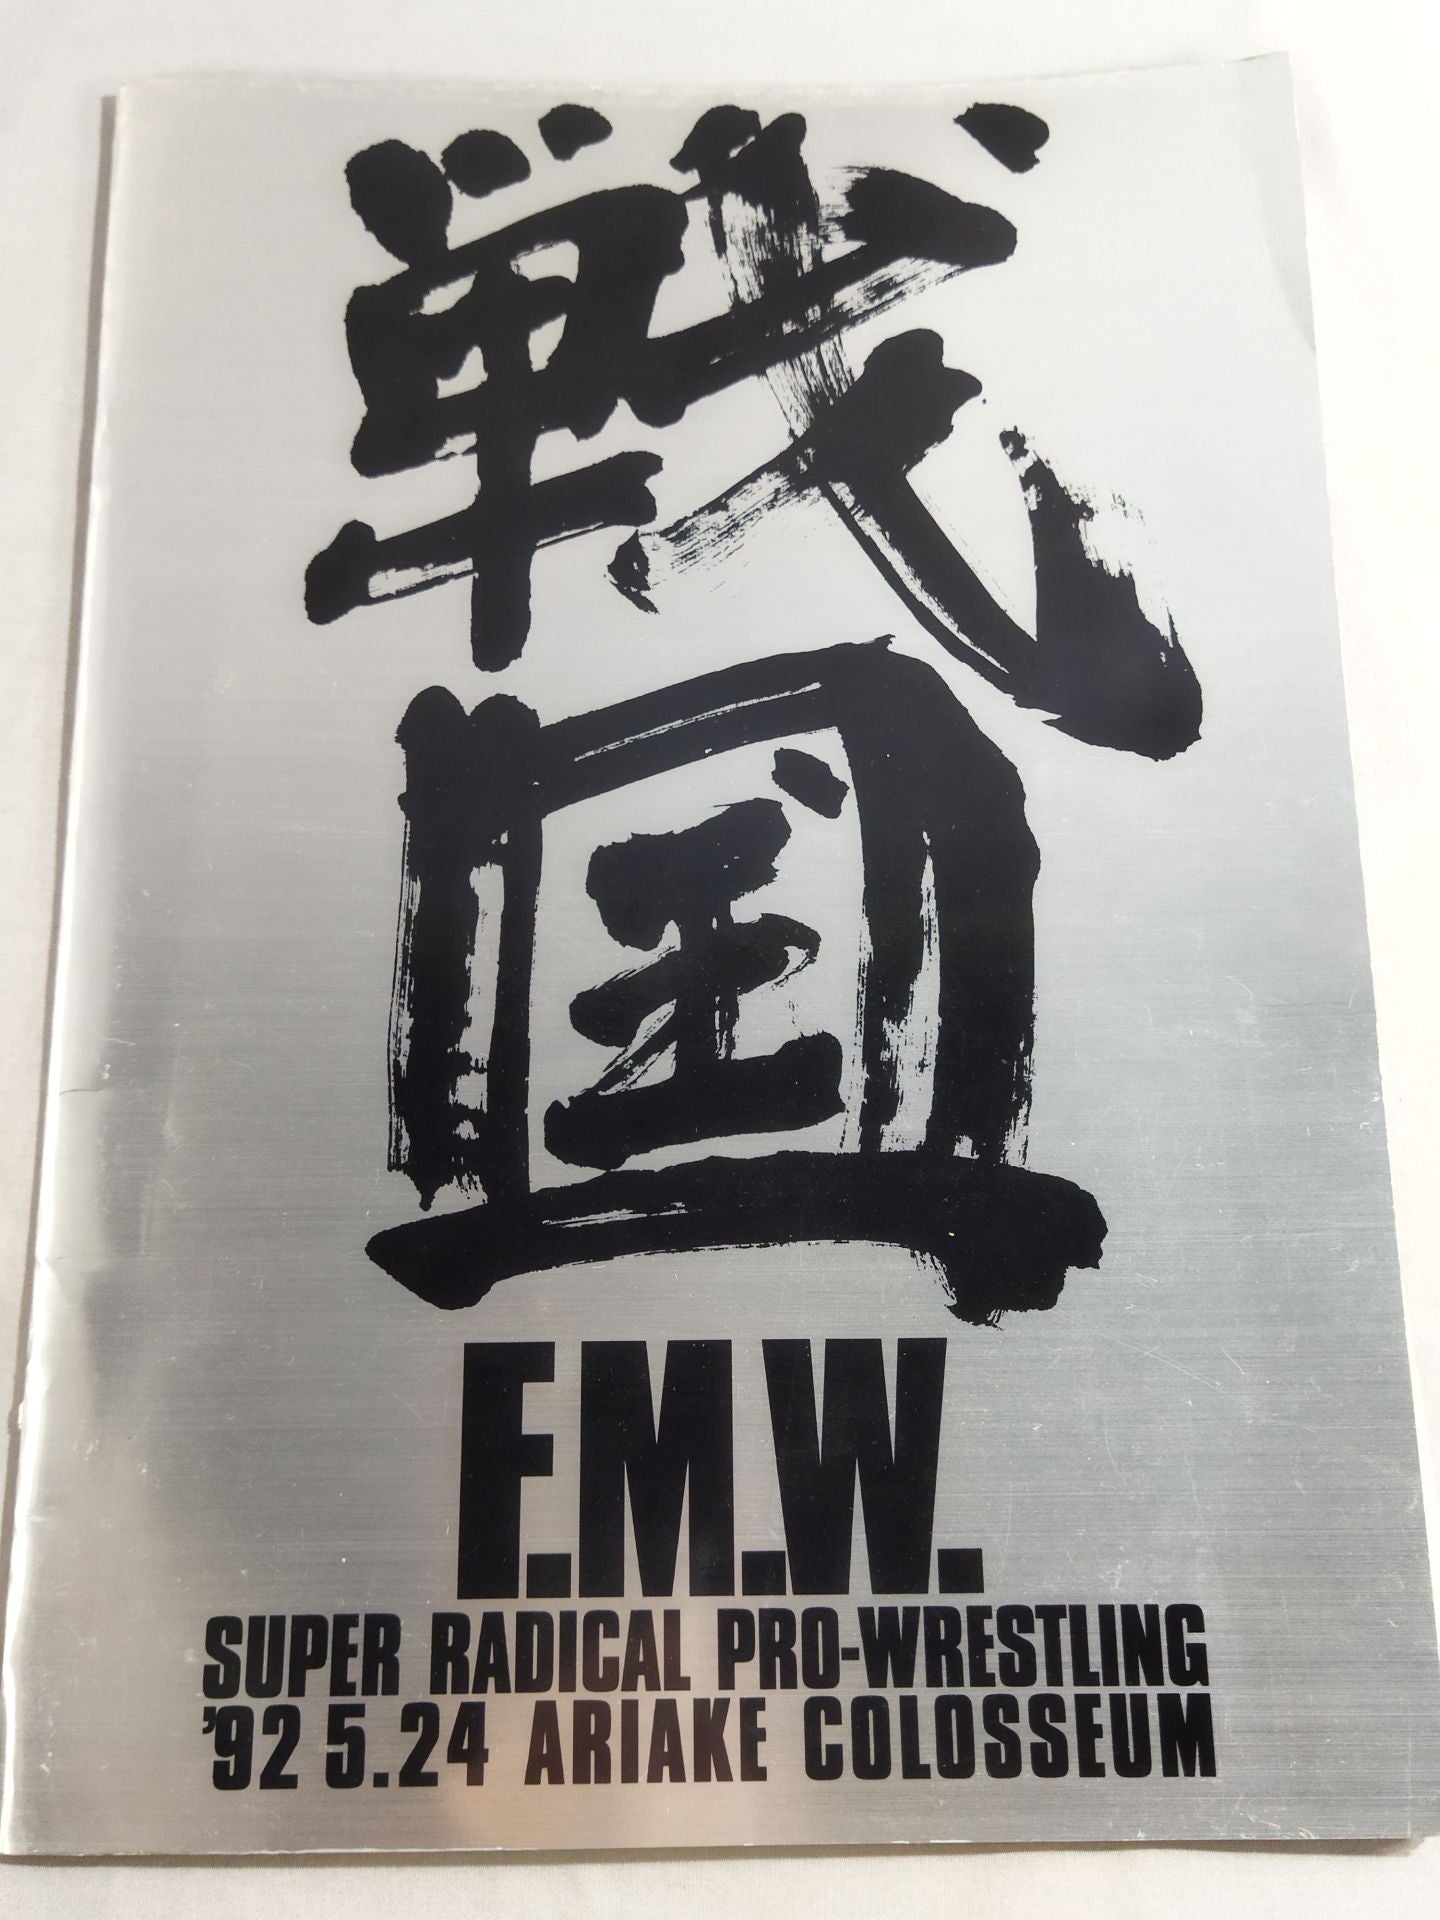 戦国
F.M.W.
SUPER RADICAL PRO-WRESTLING
'92 5.24 ARIAKE COLOSSEUM